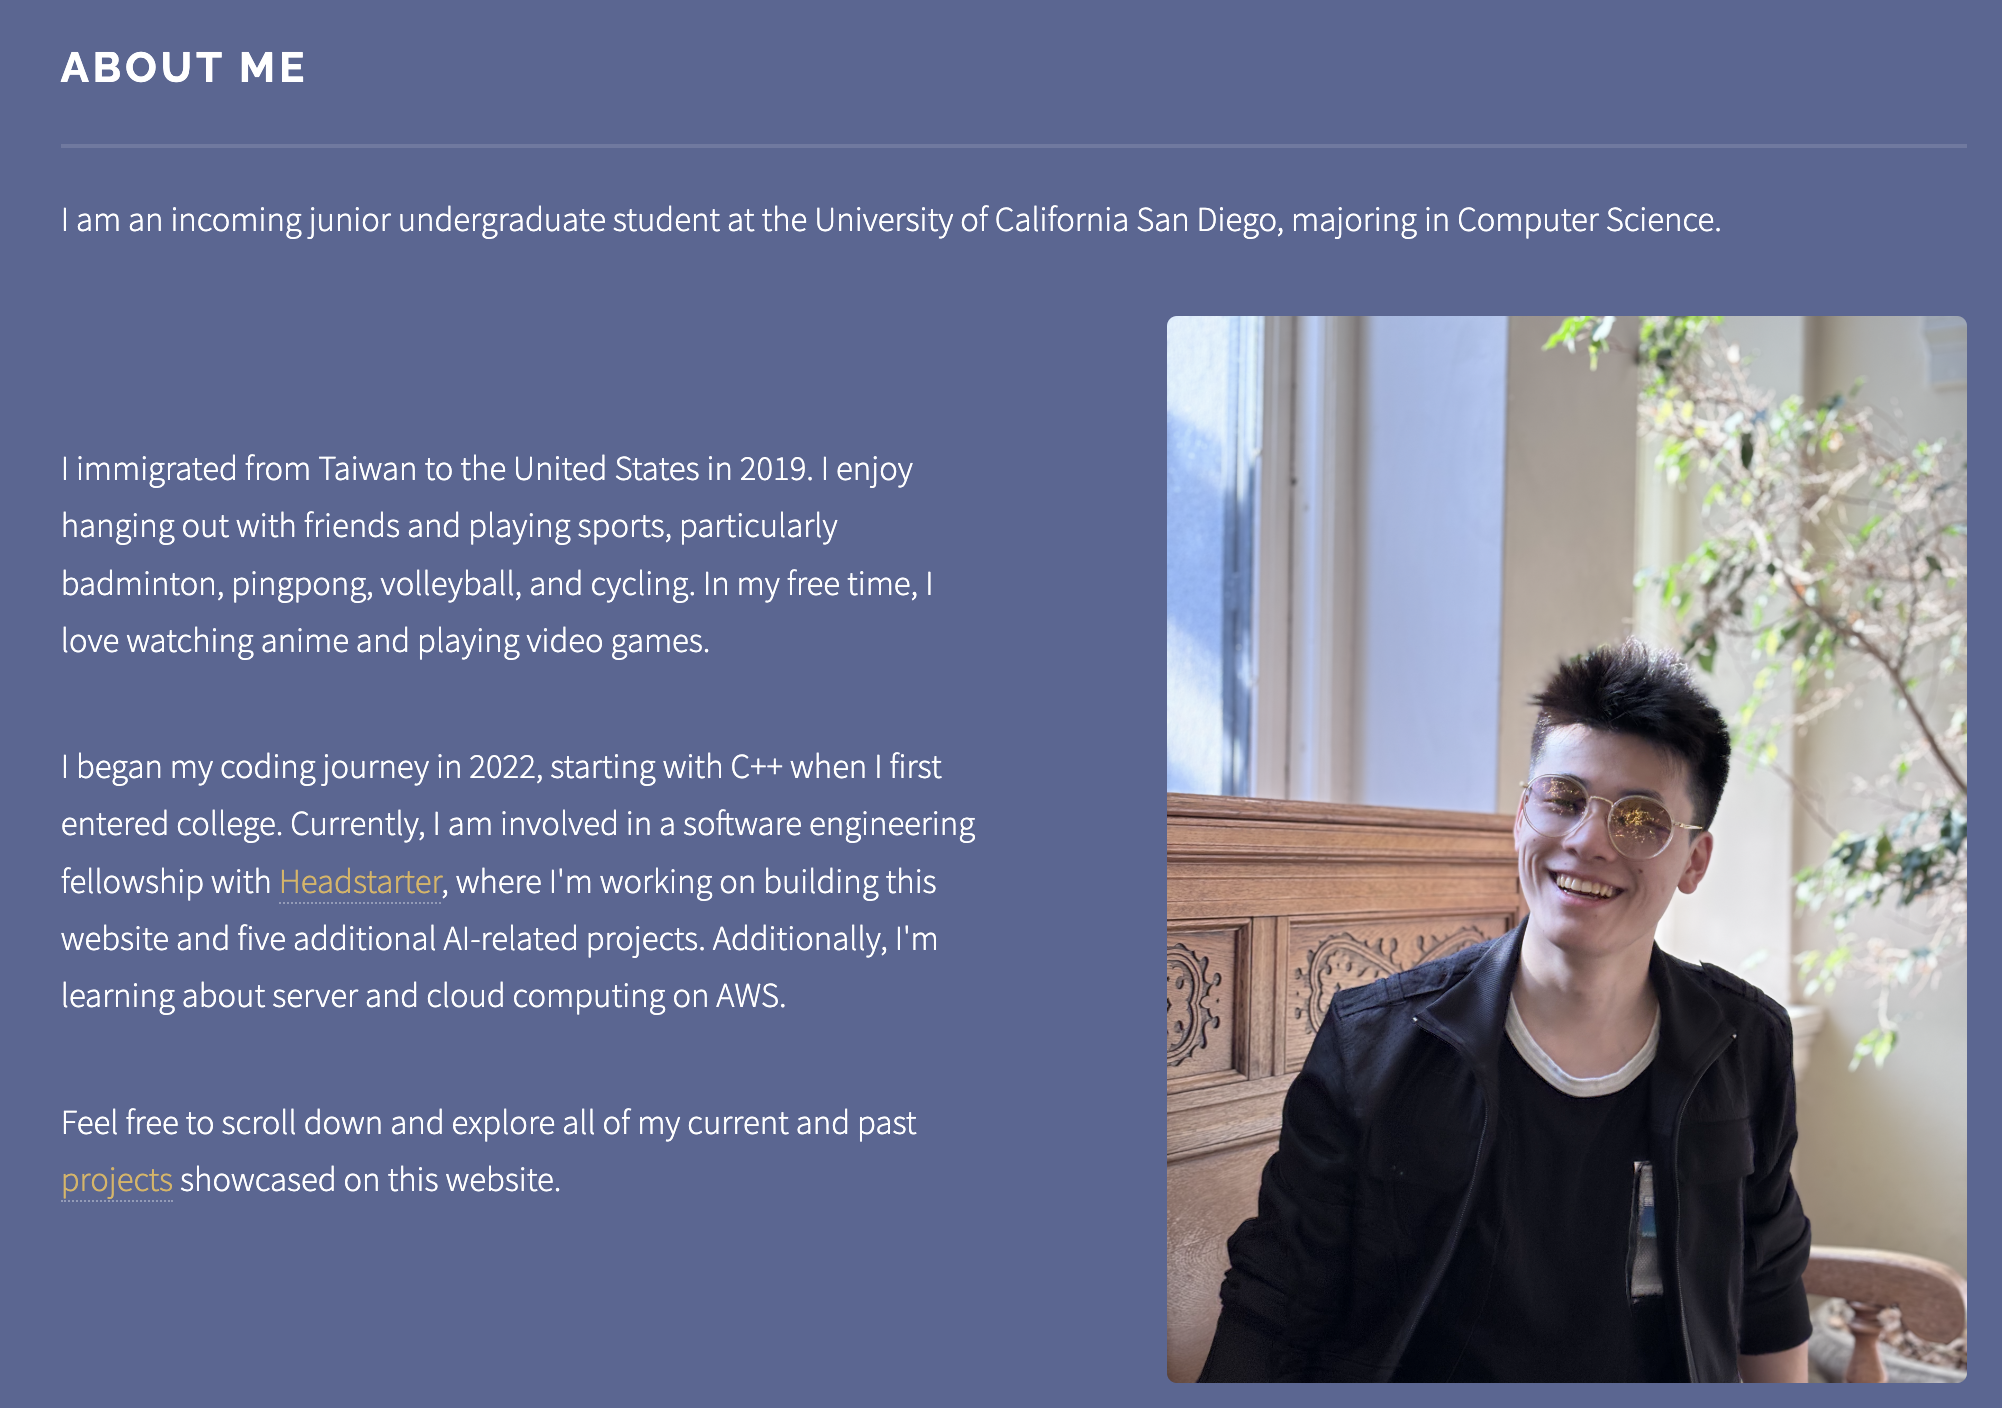 ABOUT ME
I am an incoming junior undergraduate student at the University of California San Diego, majoring in Computer Science.
I immigrated from Taiwan to the United States in 2019. I enjoy
hanging out with friends and playing sports, particularly
badminton, pingpong, volleyball, and cycling. In my free time, I
love watching anime and playing video games.
I began my coding journey in 2022, starting with C++ when I first
entered college. Currently, I am involved in a software engineering
fellowship with Headstarter, where I'm working on building this
website and five additional AI-related projects. Additionally, I'm
learning about server and cloud computing on AWS.
Feel free to scroll down and explore all of my current and past
projects showcased on this website.